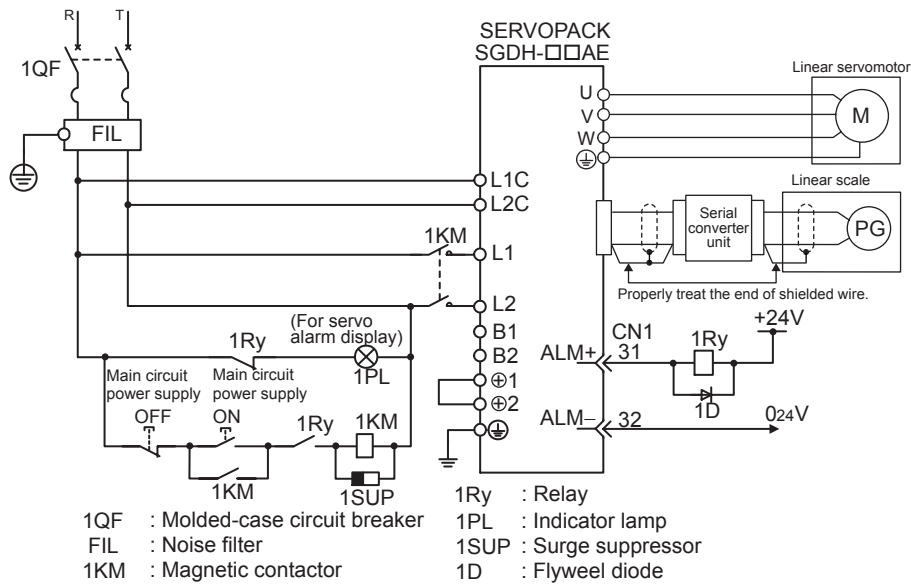 R T
SERVOPACK
SGDH-□□AE
1QF
Linear servomotor
U
V
M
W
FIL
Linear scale
L1C
L2C
Serial
converter
unit
PG
1KM
L1
Properly treat the end of shielded wire.
L2
+24V
(For servo
alarm display)
B1
CN1
1Ry
1Ry
B2
ALM+
31
1PL
Main circuit
power supply
Main circuit
power supply
⊕1
1D
OFF
ON
⊕2
1Ry
1KM
ALM−
32
024V
1KM
1SUP
1QF : Molded-case circuit breaker
FIL : Noise filter
1KM : Magnetic contactor
1Ry : Relay
1PL : Indicator lamp
1SUP : Surge suppressor
1D : Flyweel diode